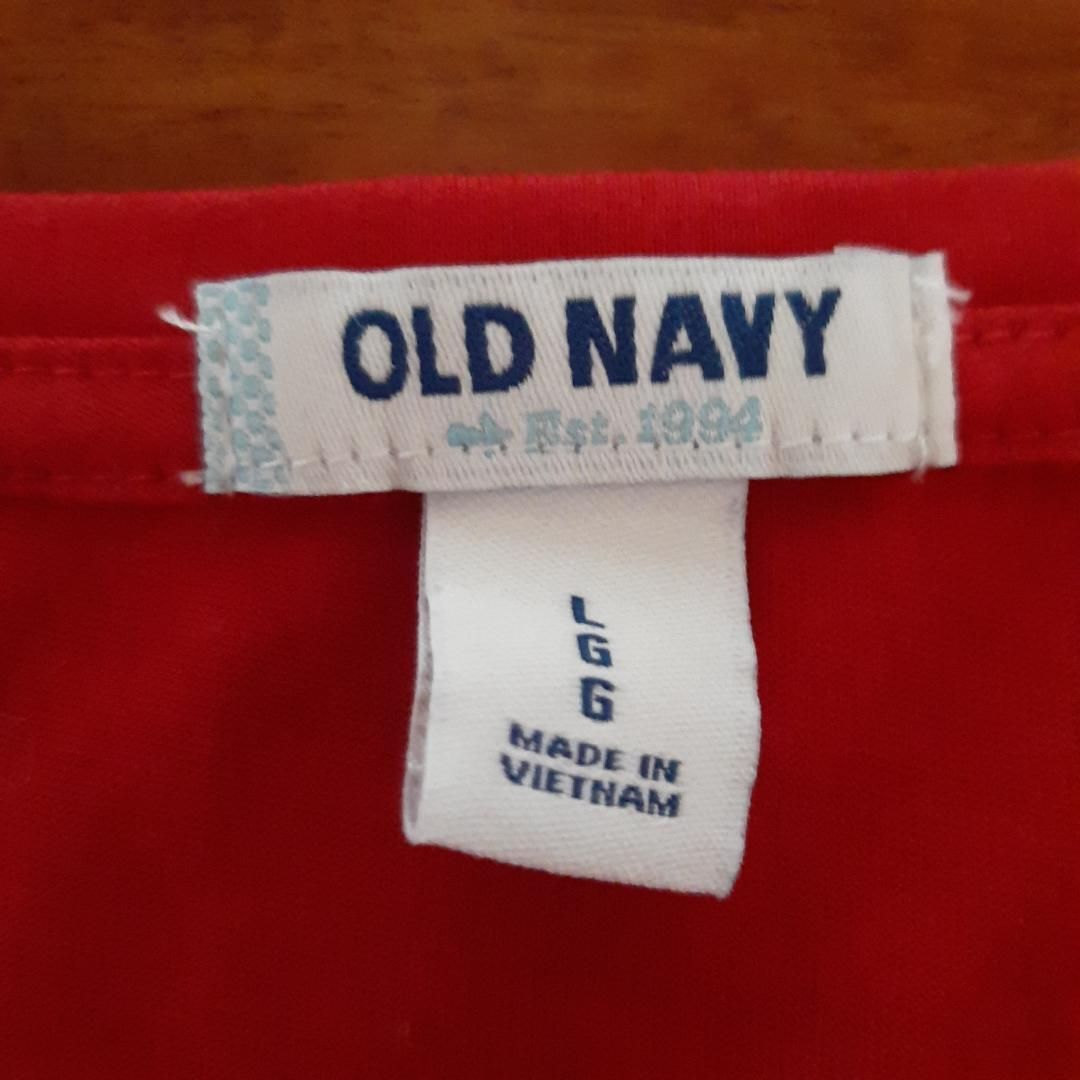 OLD NAVY
Est. 1994
L
G
G
MADE IN
VIETNAM